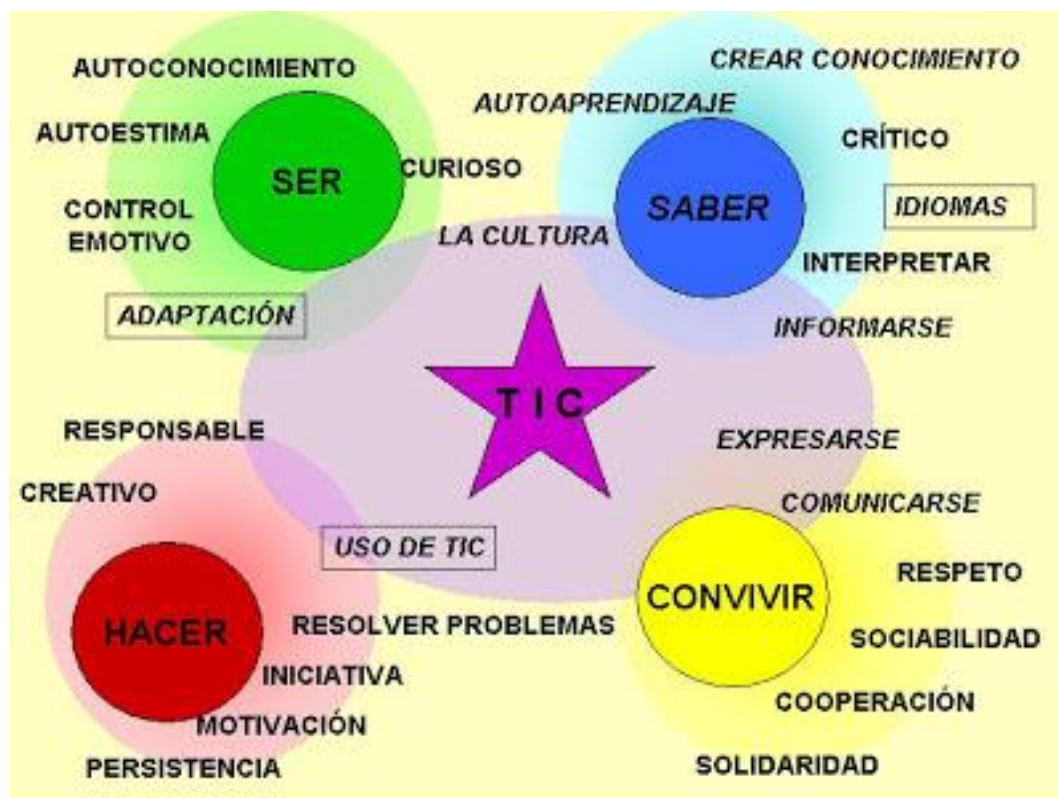 AUTOCONOCIMIENTO
AUTOESTIMA
SER
CURIOSO
CONTROL
EMOTIVO
ADAPTACIÓN
CREAR CONOCIMIENTO
AUTOAPRENDIZAJE
CRÍTICO
SABER
IDIOMAS
LA CULTURA
INTERPRETAR
INFORMARSE
T I C
RESPONSABLE
CREATIVO
USO DE TIC
HACER
RESOLVER PROBLEMAS
INICIATIVA
MOTIVACIÓN
PERSISTENCIA
EXPRESARSE
COMUNICARSE
CONVIVIR
RESPETO
SOCIABILIDAD
COOPERACIÓN
SOLIDARIDAD